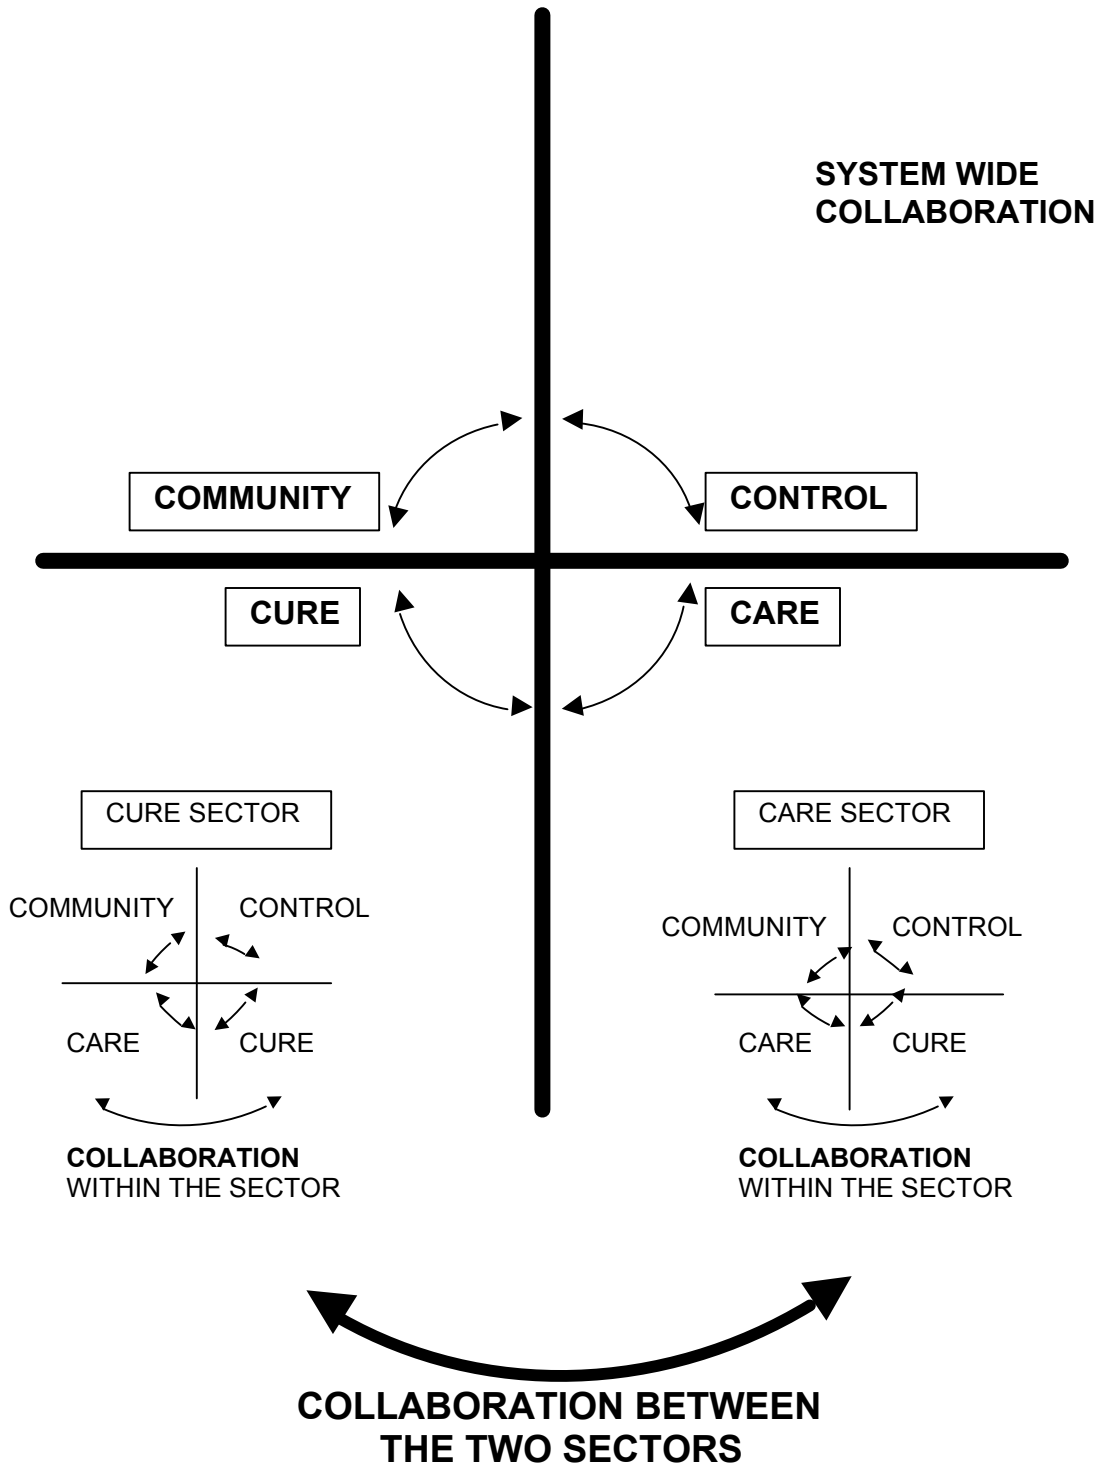 SYSTEM WIDE
COLLABORATION
COMMUNITY
CONTROL
CURE
CARE
CURE SECTOR
COMMUNITY
CONTROL
CARE
CURE
COLLABORATION
WITHIN THE SECTOR
CARE SECTOR
COMMUNITY
CONTROL
CARE
CURE
COLLABORATION
WITHIN THE SECTOR
COLLABORATION BETWEEN
THE TWO SECTORS